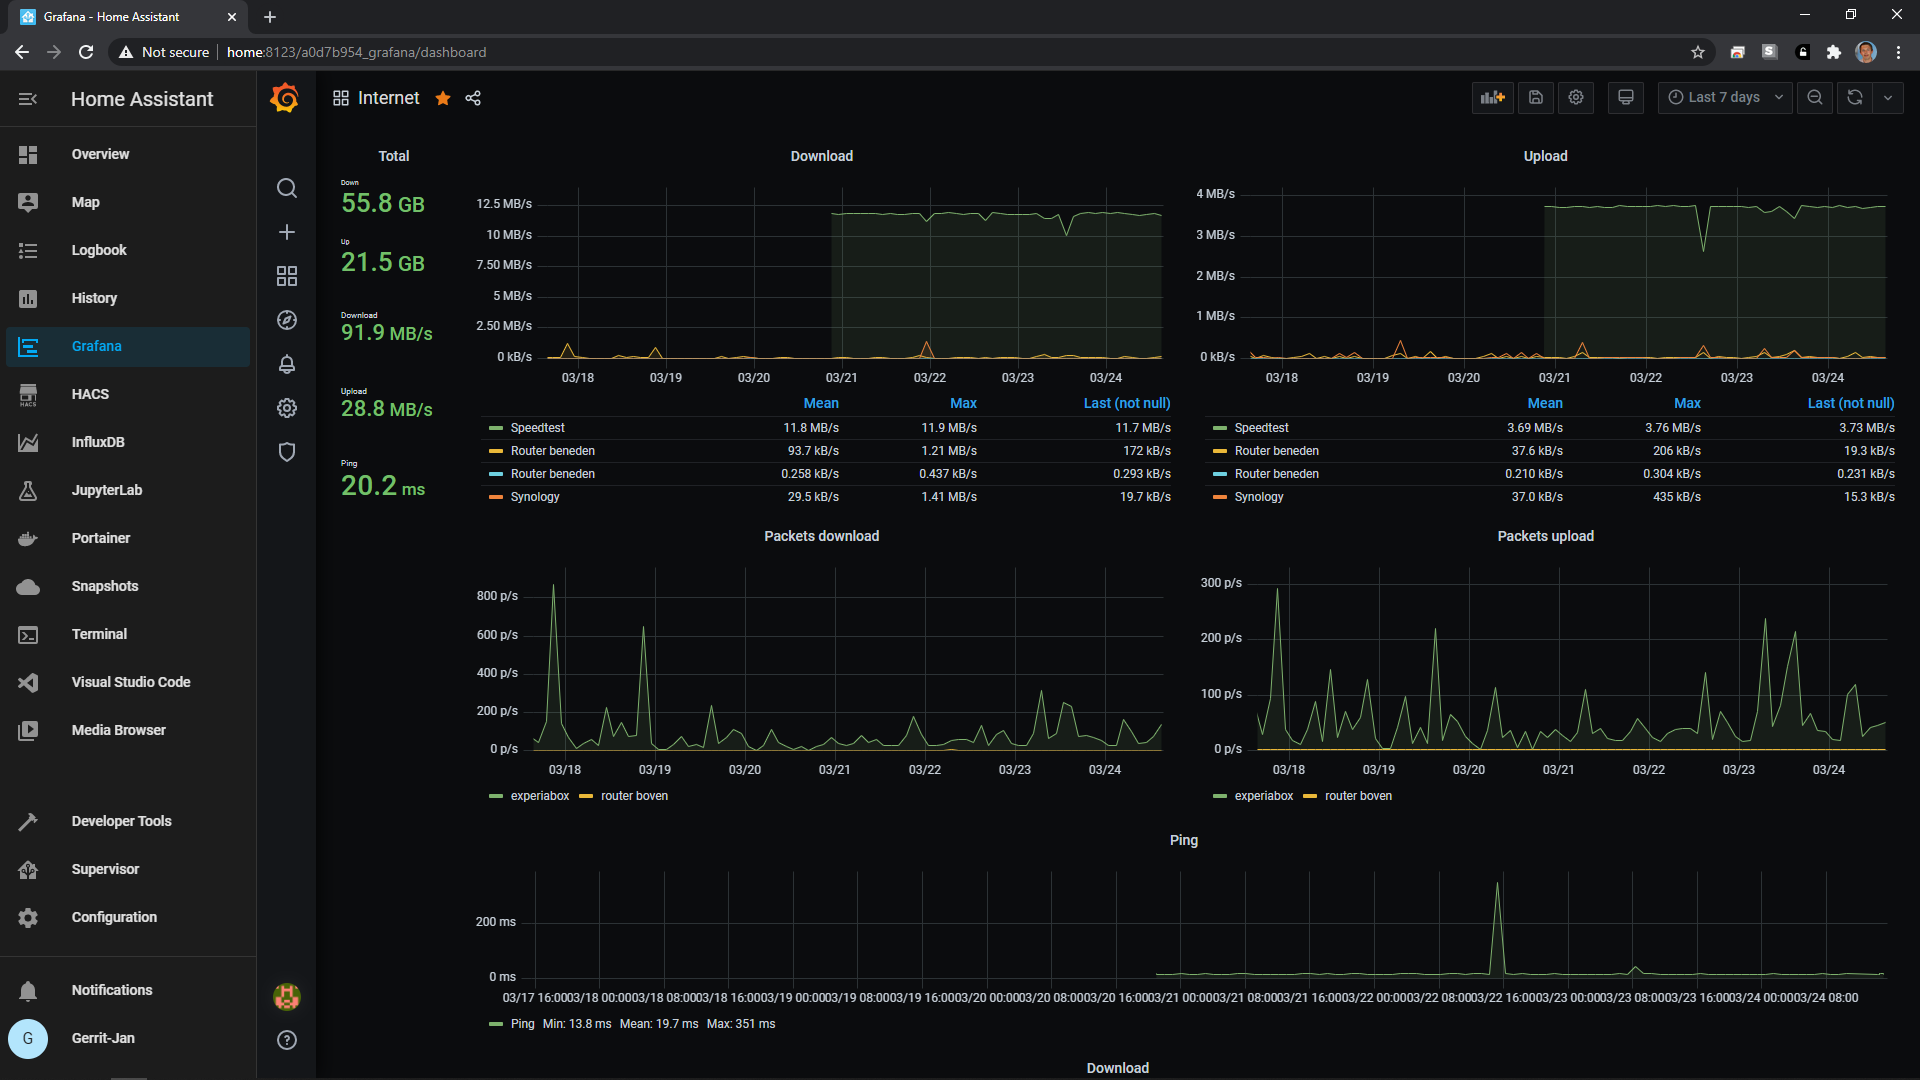 Grafana - Home Assistant
Not secure
home:8123/a0d7b954_grafana/dashboard
Home Assistant
Overview
Map
Logbook
History
Grafana
HACS
HACS
InfluxDB
JupyterLab
Portainer
Snapshots
Terminal
Visual Studio Code
Media Browser
Developer Tools
Supervisor
Configuration
Notifications
G
Gerrit-Jan
Internet
Last 7 days
Total
Down
55.8 GB
Up
21.5 GB
Download
91.9 MB/s
Upload
28.8 MB/s
Ping
20.2 ms
Download
12.5 MB/s
10 MB/s
7.50 MB/s
5 MB/s
2.50 MB/s
0 kB/s
03/18 03/19 03/20 03/21 03/22 03/23 03/24
Mean Max Last (not null)
Speedtest 11.8 MB/s 11.9 MB/s 11.7 MB/s
Router beneden 93.7 kB/s 1.21 MB/s 172 kB/s
Router beneden 0.258 kB/s 0.437 kB/s 0.293 kB/s
Synology 29.5 kB/s 1.41 MB/s 19.7 kB/s
Upload
4 MB/s
3 MB/s
2 MB/s
1 MB/s
0 kB/s
03/18 03/19 03/20 03/21 03/22 03/23 03/24
Mean Max Last (not null)
Speedtest 3.69 MB/s 3.76 MB/s 3.73 MB/s
Router beneden 37.6 kB/s 206 kB/s 19.3 kB/s
Router beneden 0.210 kB/s 0.304 kB/s 0.231 kB/s
Synology 37.0 kB/s 435 kB/s 15.3 kB/s
Packets download
800 p/s
600 p/s
400 p/s
200 p/s
0 p/s
03/18 03/19 03/20 03/21 03/22 03/23 03/24
experiabox router boven
Packets upload
300 p/s
200 p/s
100 p/s
0 p/s
03/18 03/19 03/20 03/21 03/22 03/23 03/24
experiabox router boven
Ping
200 ms
0 ms
03/17 16:00 03/18 00:00 03/18 08:00 03/18 16:00 03/19 00:00 03/19 08:00 03/19 16:00 03/20 00:00 03/20 08:00 03/20 16:00 03/21 00:00 03/21 08:00 03/21 16:00 03/22 00:00 03/22 08:00 03/22 16:00 03/23 00:00 03/23 08:00 03/23 16:00 03/24 00:00 03/24 08:00
Ping Min: 13.8 ms Mean: 19.7 ms Max: 351 ms
Download